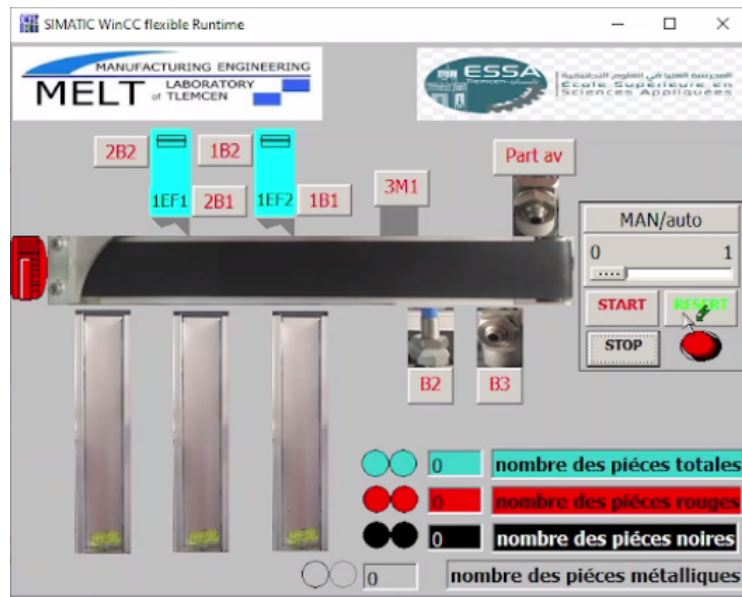 SIMATIC WinCC flexible Runtime
MANUFACTURING ENGINEERING
MELT LABORATORY
of TLEMCEN
ESSA
École Supérieure en
Sciences Appliquées
2B2
1B2
Part av
1EF1
2B1
1EF2
1B1
3M1
MAN/auto
0 1
START
RESERT
STOP
B2
B3
0 nombre des piéces totales
0 nombre des piéces rouges
0 nombre des piéces noires
0 nombre des piéces métalliques